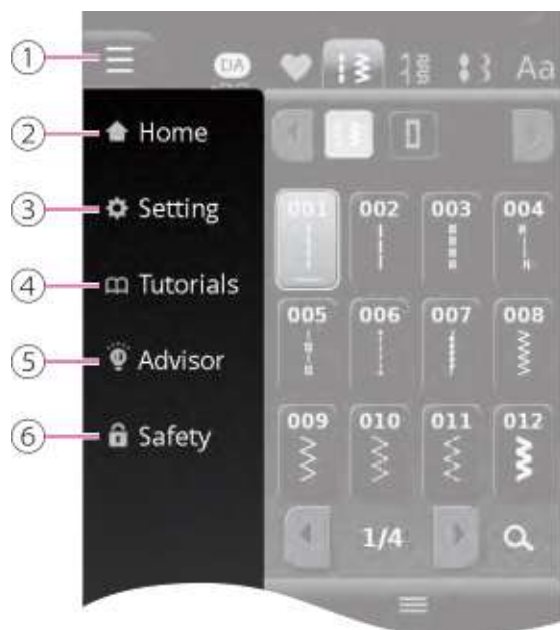 ①
Aa
② Home
③ Setting
001 002 003 004
④ Tutorials
005 006 007 008
⑤ Advisor
009 010 011 012
⑥ Safety
1/4